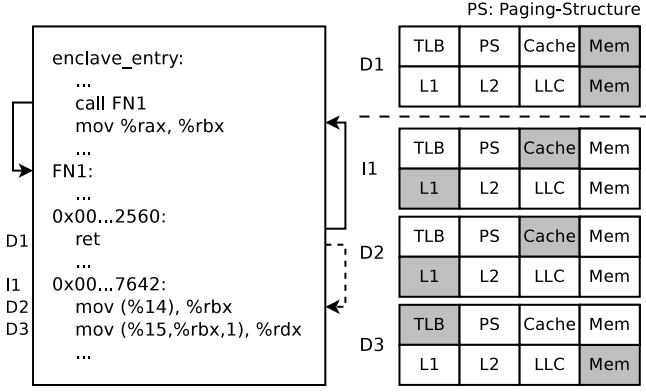 PS: Paging-Structure
enclave_entry:
...
call FN1
mov %rax, %rbx
...
FN1:
...
0x00...2560:
D1 ret
...
I1 0x00...7642:
D2 mov (%14), %rbx
D3 mov (%15,%rbx,1), %rdx
...
D1
TLB PS Cache Mem
L1 L2 LLC Mem
I1
TLB PS Cache Mem
L1 L2 LLC Mem
D2
TLB PS Cache Mem
L1 L2 LLC Mem
D3
TLB PS Cache Mem
L1 L2 LLC Mem